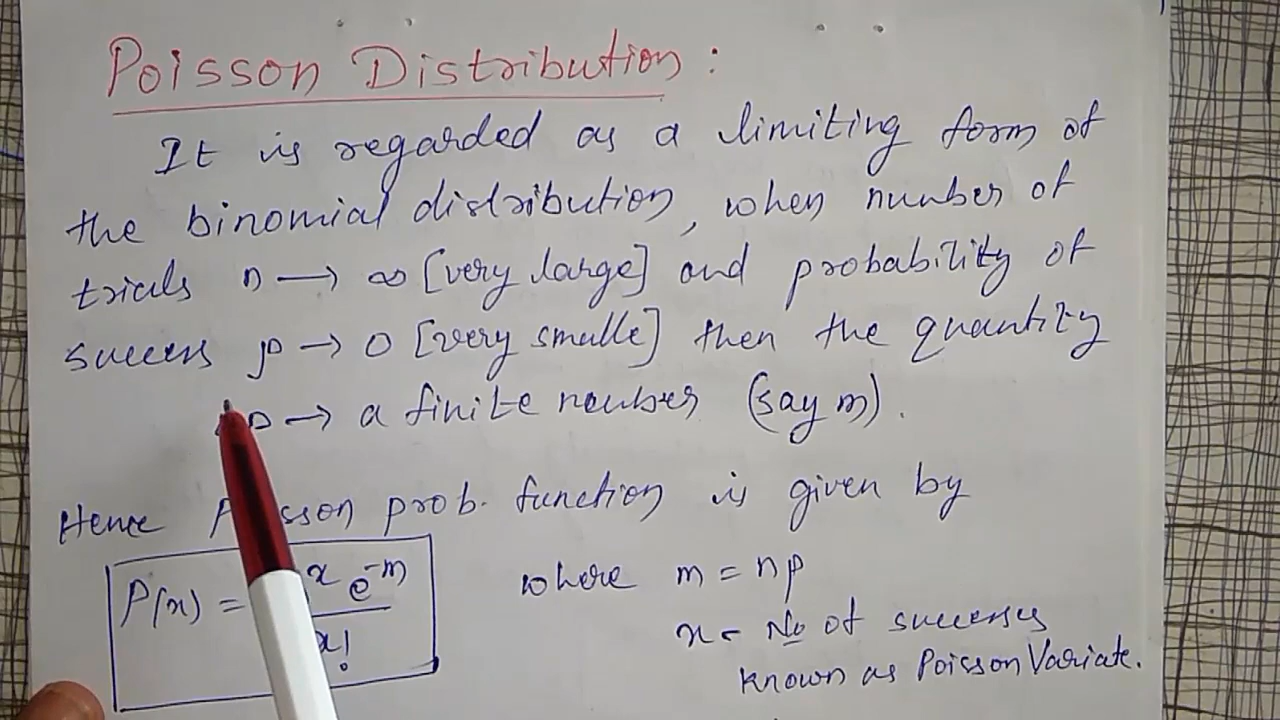 Poisson Distribution :
It is regarded as a limiting form of
the binomial distribution, when number of
trials n → ∞ [very large] and probability of
success p → 0 [very smalle] then the quantity
→ a finite number (say m).
Hence prob. function is given by
P(x) = x e^-m
x!
where m = np
x = No of successes
known as Poisson Variate.